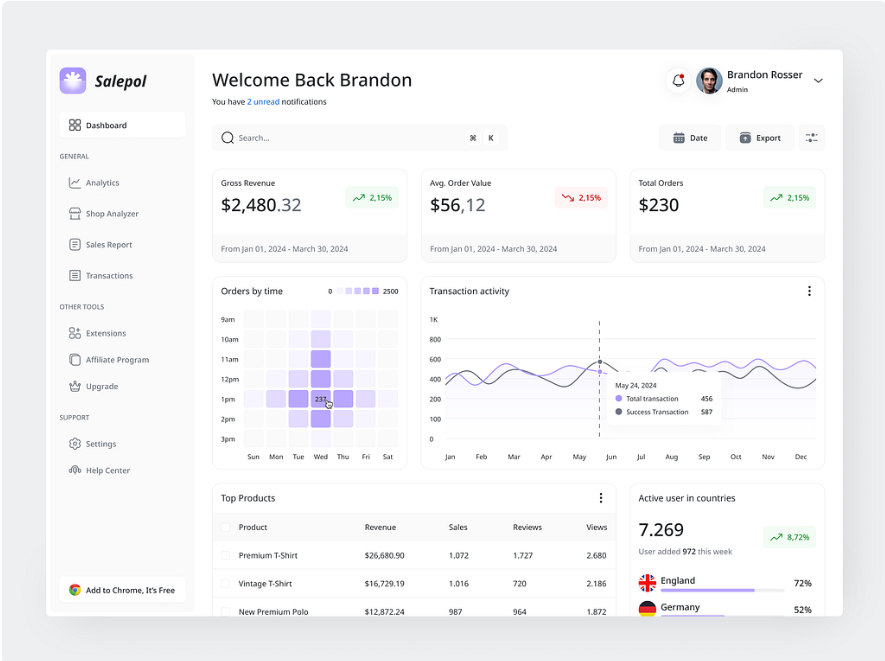 Salepol
Dashboard
GENERAL
Analytics
Shop Analyzer
Sales Report
Transactions
OTHER TOOLS
Extensions
Affiliate Program
Upgrade
SUPPORT
Settings
Help Center
Add to Chrome, It's Free
Welcome Back Brandon
You have 2 unread notifications
Brandon Rosser
Admin
Search...
⌘ K
Date
Export
Gross Revenue
$2,480.32
2,15%
From Jan 01, 2024 - March 30, 2024
Avg. Order Value
$56,12
2,15%
From Jan 01, 2024 - March 30, 2024
Total Orders
$230
2,15%
From Jan 01, 2024 - March 30, 2024
Orders by time
0 2500
9am
10am
11am
12pm
1pm
2pm
3pm
Sun Mon Tue Wed Thu Fri Sat
Transaction activity
1K
800
600
400
200
100
0
May 24, 2024
Total transaction 456
Success Transaction 587
Jan Feb Mar Apr May Jun Jul Aug Sep Oct Nov Dec
Top Products
Product Revenue Sales Reviews Views
Premium T-Shirt $26,680.90 1.072 1,727 2.680
Vintage T-Shirt $16,729.19 1.016 720 2.186
New Premium Polo $12,872.24 987 964 1.872
Active user in countries
7.269
8,72%
User added 972 this week
England 72%
Germany 52%